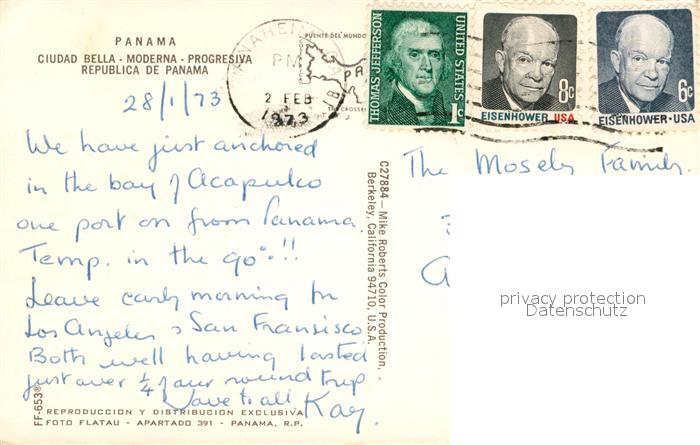 PANAMA
CIUDAD BELLA - MODERNA - PROGRESIVA
REPUBLICA DE PANAMA
28/1/73
We have just anchored
in the bay of Acapulco
one port on from Panama.
Temp. in the 90°s!!
Leave early morning for
Los Angeles & San Fransisco.
Both well having lasted
just over 1/4 of our round trip.
Love to all Kay.
FF-653®
REPRODUCCION Y DISTRIBUCION EXCLUSIVA
FOTO FLATAU - APARTADO 391 - PANAMA, R.P.
PUENTE DEL MUNDO
ANAHEIM
PM
2 FEB
1973
C27884 — Mike Roberts Color Production,
Berkeley, California 94710, U.S.A.
THOMAS JEFFERSON
UNITED STATES
1c
8c
EISENHOWER USA
6c
EISENHOWER·USA
The Mosely Family
privacy protection
Datenschutz